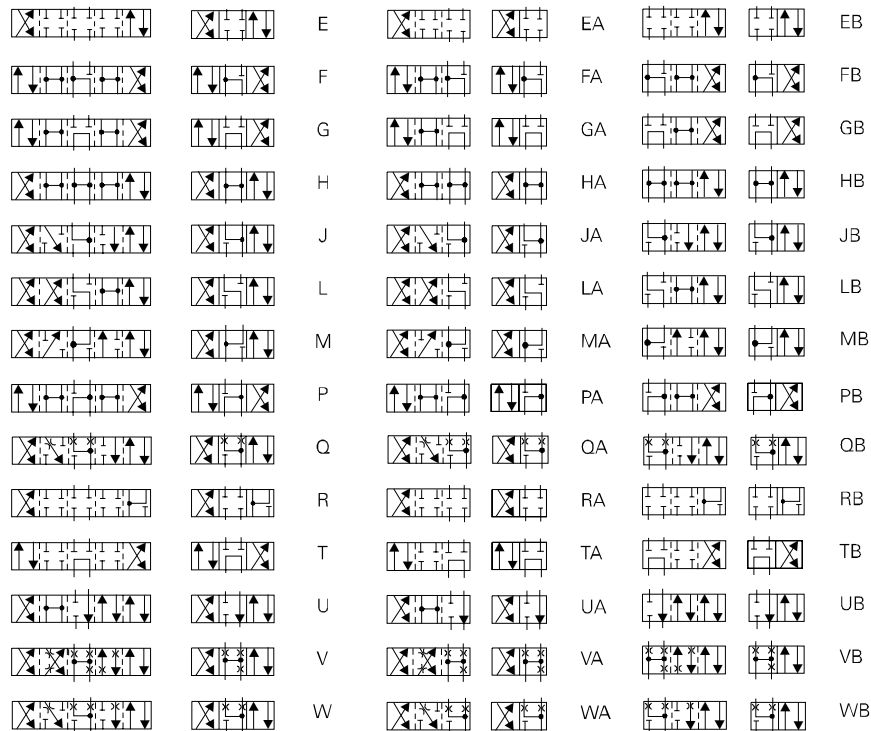 E EA EB
F FA FB
G GA GB
H HA HB
J JA JB
L LA LB
M MA MB
P PA PB
Q QA QB
R RA RB
T TA TB
U UA UB
V VA VB
W WA WB